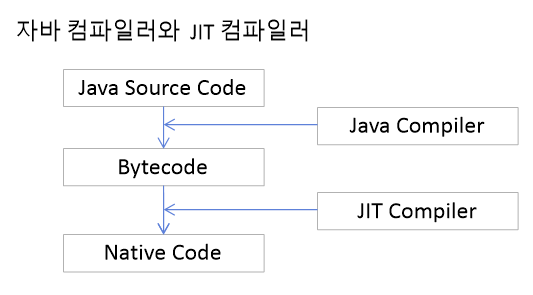 자바 컴파일러와 JIT 컴파일러
Java Source Code
Java Compiler
Bytecode
JIT Compiler
Native Code